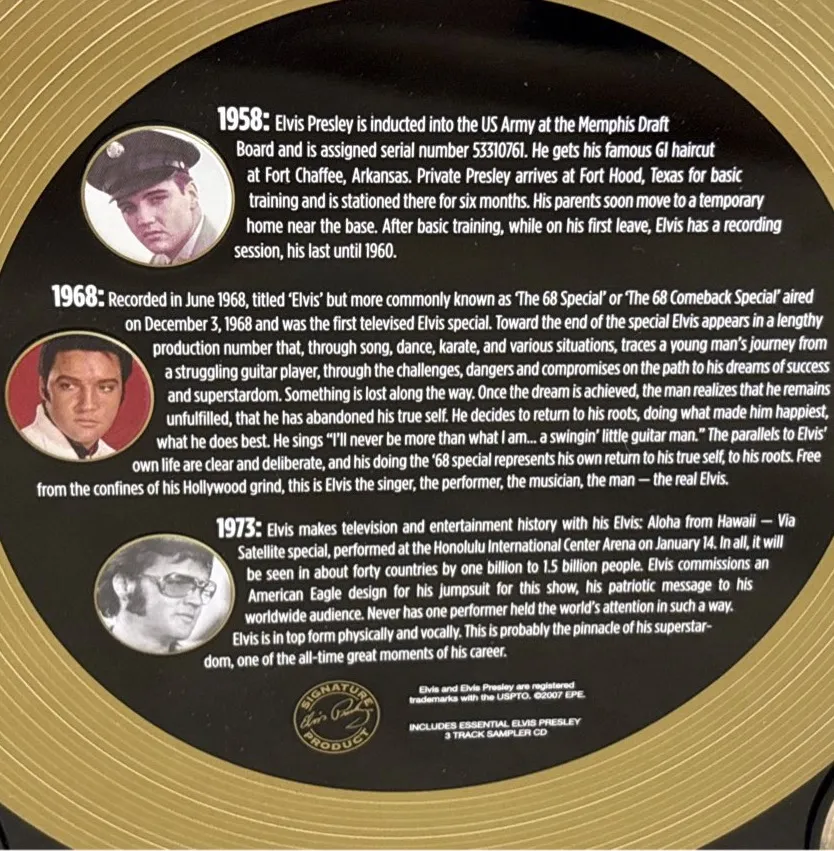 1958: Elvis Presley is inducted into the US Army at the Memphis Draft
Board and is assigned serial number 53310761. He gets his famous GI haircut
at Fort Chaffee, Arkansas. Private Presley arrives at Fort Hood, Texas for basic
training and is stationed there for six months. His parents soon move to a temporary
home near the base. After basic training, while on his first leave, Elvis has a recording
session, his last until 1960.
1968: Recorded in June 1968, titled 'Elvis' but more commonly known as 'The 68 Special' or 'The 68 Comeback Special' aired
on December 3, 1968 and was the first televised Elvis special. Toward the end of the special Elvis appears in a lengthy
production number that, through song, dance, karate, and various situations, traces a young man's journey from
a struggling guitar player, through the challenges, dangers and compromises on the path to his dreams of success
and superstardom. Something is lost along the way. Once the dream is achieved, the man realizes that he remains
unfulfilled, that he has abandoned his true self. He decides to return to his roots, doing what made him happiest,
what he does best. He sings "I'll never be more than what I am... a swingin' little guitar man." The parallels to Elvis'
own life are clear and deliberate, and his doing the '68 special represents his own return to his true self, to his roots. Free
from the confines of his Hollywood grind, this is Elvis the singer, the performer, the musician, the man — the real Elvis.
1973: Elvis makes television and entertainment history with his Elvis: Aloha from Hawaii — Via
Satellite special, performed at the Honolulu International Center Arena on January 14. In all, it will
be seen in about forty countries by one billion to 1.5 billion people. Elvis commissions an
American Eagle design for his jumpsuit for this show, his patriotic message to his
worldwide audience. Never has one performer held the world's attention in such a way.
Elvis is in top form physically and vocally. This is probably the pinnacle of his superstar-
dom, one of the all-time great moments of his career.
SIGNATURE
Elvis Presley
PRODUCT
Elvis and Elvis Presley are registered
trademarks with the USPTO. ©2007 EPE.
INCLUDES ESSENTIAL ELVIS PRESLEY
3 TRACK SAMPLER CD